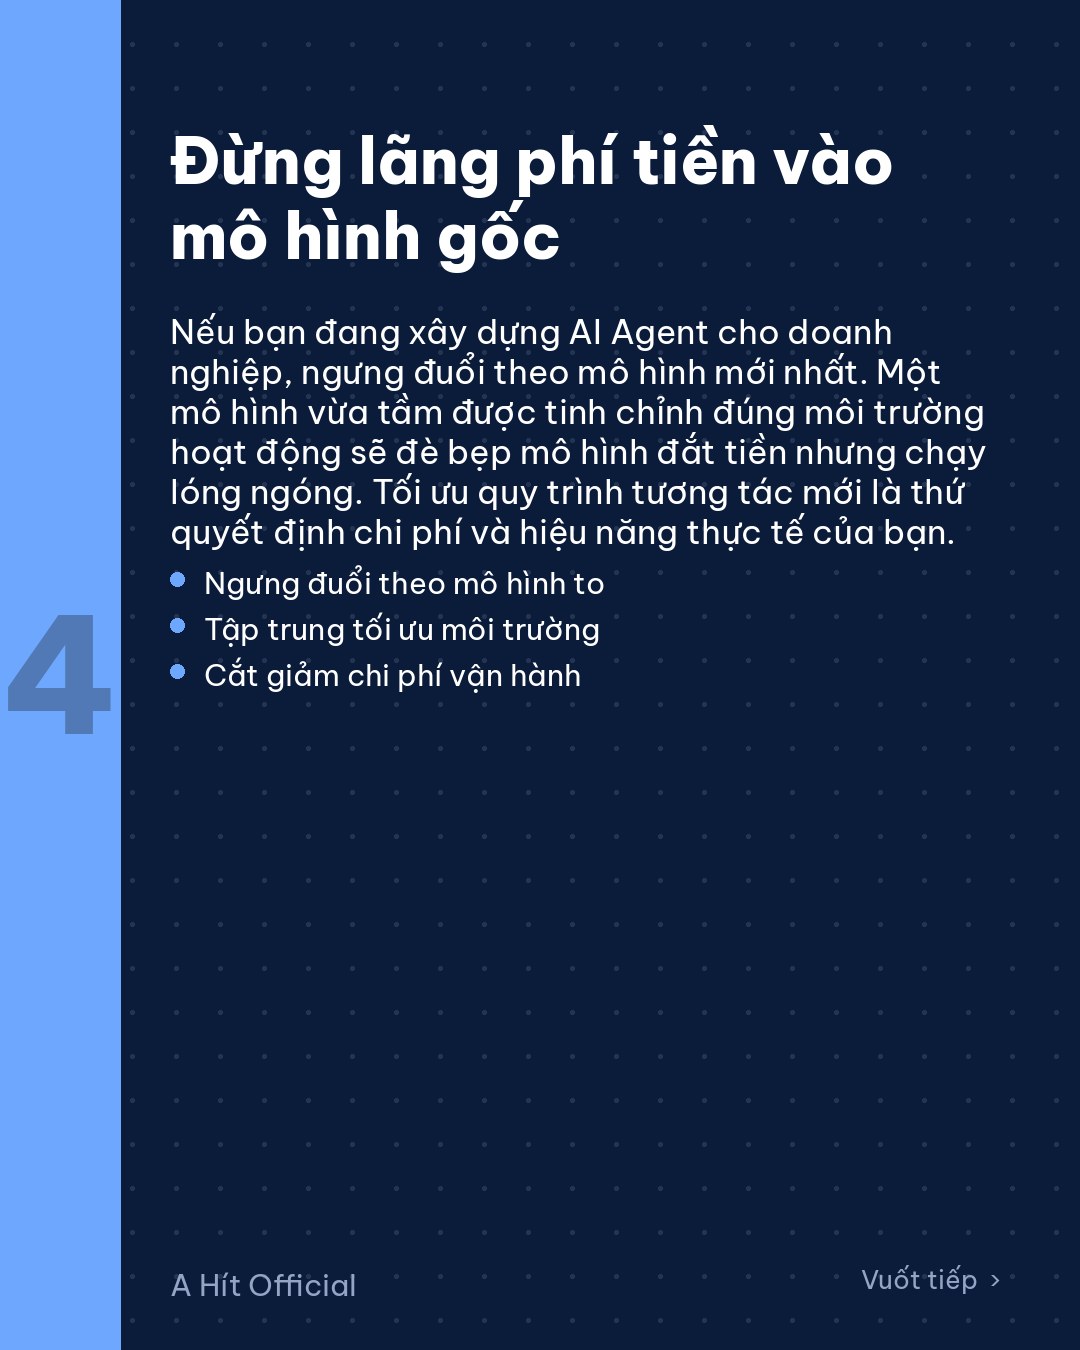 Đừng lãng phí tiền vào
mô hình gốc
Nếu bạn đang xây dựng AI Agent cho doanh
nghiệp, ngưng đuổi theo mô hình mới nhất. Một
mô hình vừa tầm được tinh chỉnh đúng môi trường
hoạt động sẽ đè bẹp mô hình đắt tiền nhưng chạy
lóng ngóng. Tối ưu quy trình tương tác mới là thứ
quyết định chi phí và hiệu năng thực tế của bạn.
Ngưng đuổi theo mô hình to
Tập trung tối ưu môi trường
Cắt giảm chi phí vận hành
4
A Hít Official
Vuốt tiếp ›